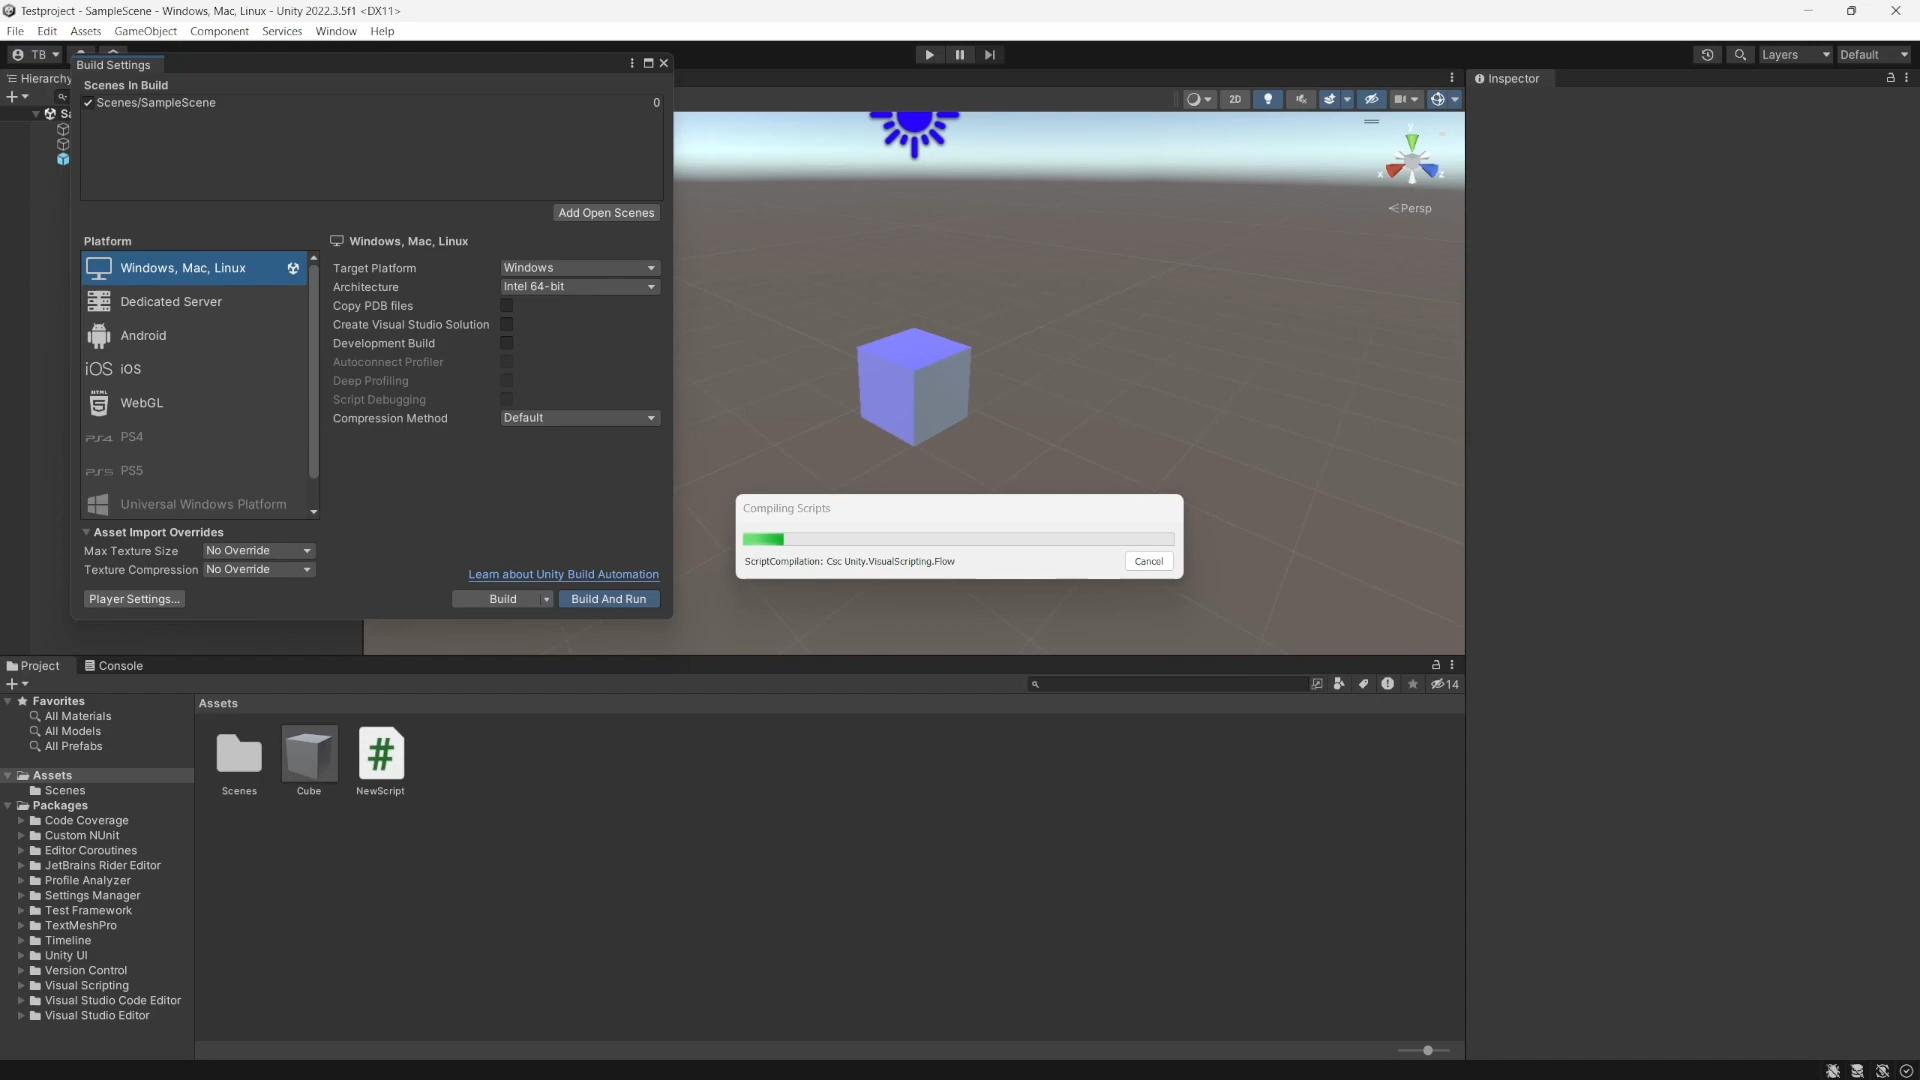 Testproject - SampleScene - Windows, Mac, Linux - Unity 2022.3.5f1 <DX11>
File Edit Assets GameObject Component Services Window Help
TB
Layers
Default
Build Settings
Hierarchy
Inspector
Scenes In Build
Scenes/SampleScene 0
2D
Sa
y
x
z
Persp
Add Open Scenes
Platform
Windows, Mac, Linux
Dedicated Server
Android
iOS iOS
HTML
WebGL
PS4 PS4
PS5 PS5
Universal Windows Platform
Windows, Mac, Linux
Target Platform Windows
Architecture Intel 64-bit
Copy PDB files
Create Visual Studio Solution
Development Build
Autoconnect Profiler
Deep Profiling
Script Debugging
Compression Method Default
Asset Import Overrides
Max Texture Size No Override
Texture Compression No Override
Learn about Unity Build Automation
Player Settings...
Build
Build And Run
Compiling Scripts
ScriptCompilation: Csc Unity.VisualScripting.Flow
Cancel
Project
Console
14
Favorites
All Materials
All Models
All Prefabs
Assets
Scenes
Packages
Code Coverage
Custom NUnit
Editor Coroutines
JetBrains Rider Editor
Profile Analyzer
Settings Manager
Test Framework
TextMeshPro
Timeline
Unity UI
Version Control
Visual Scripting
Visual Studio Code Editor
Visual Studio Editor
Assets
#
Scenes
Cube
NewScript